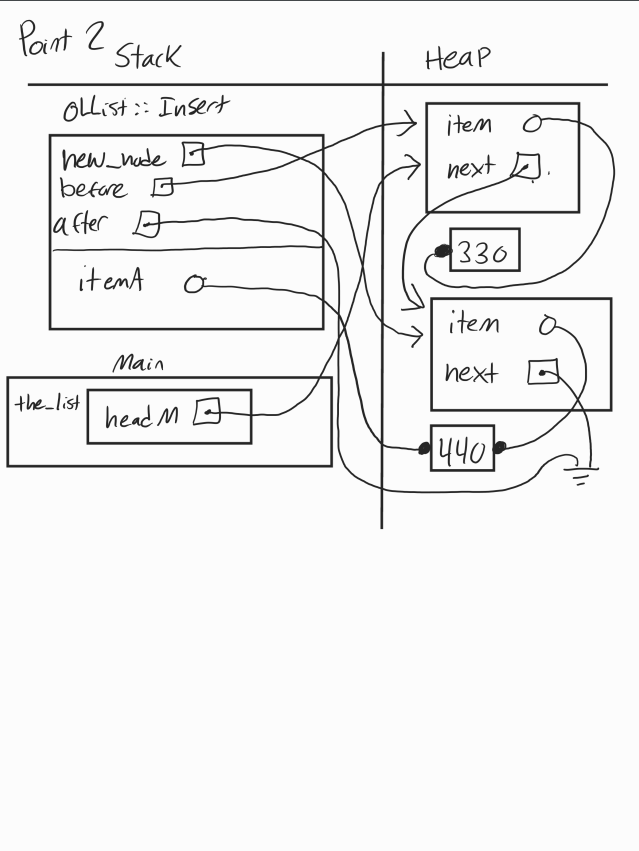 Point 2
Stack
HEAP
OLList :: Insert
new_node
before
after
itemA
item
next
330
item
next
440
Main
the_list
headM